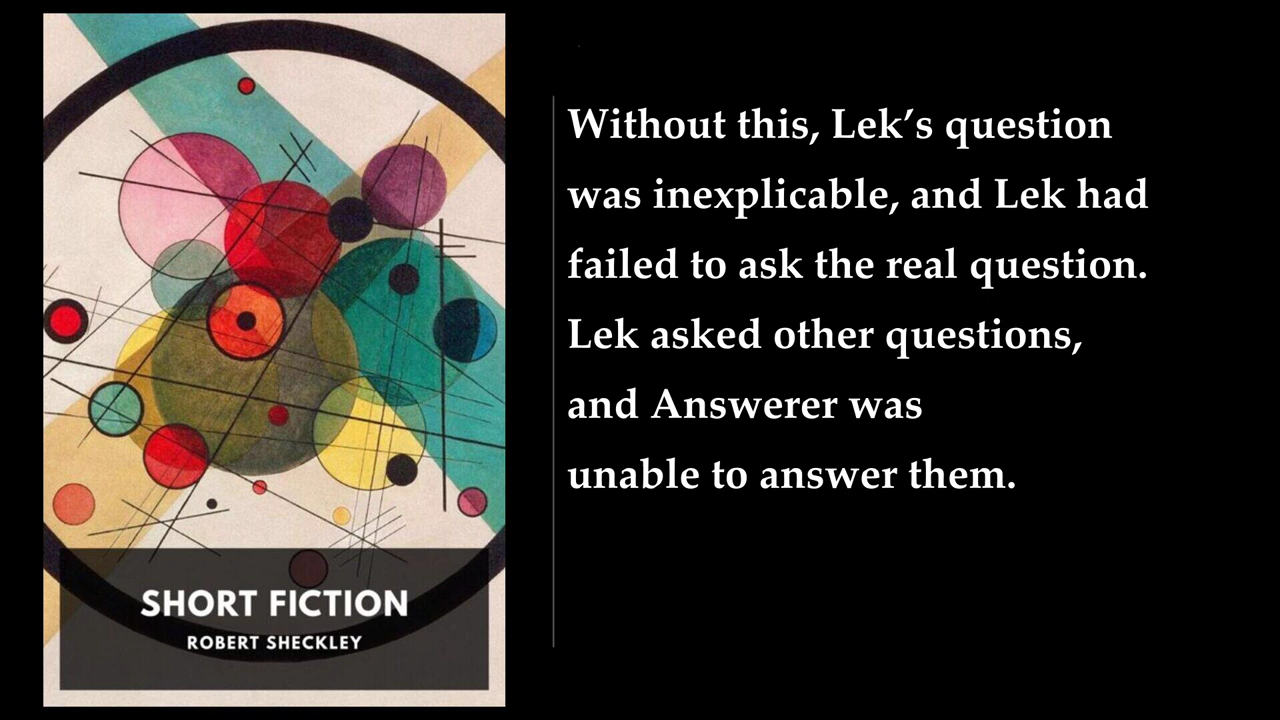 SHORT FICTION
ROBERT SHECKLEY
Without this, Lek’s question
was inexplicable, and Lek had
failed to ask the real question.
Lek asked other questions,
and Answerer was
unable to answer them.